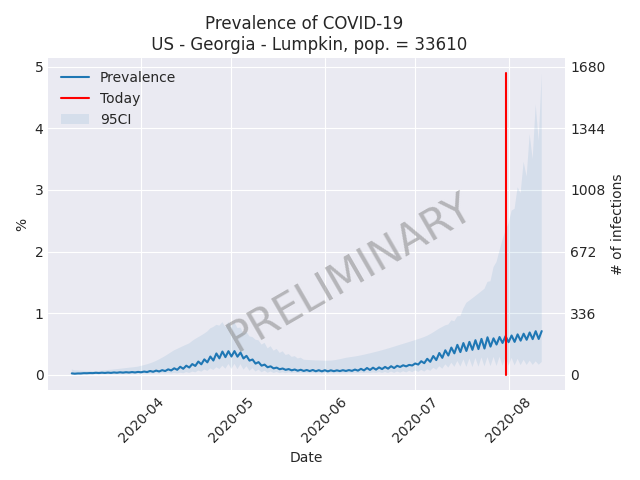 Prevalence of COVID-19
US - Georgia - Lumpkin, pop. = 33610
Prevalence
Today
95CI
PRELIMINARY
5
4
3
2
1
0
%
1680
1344
1008
672
336
0
# of infections
2020-04
2020-05
2020-06
2020-07
2020-08
Date